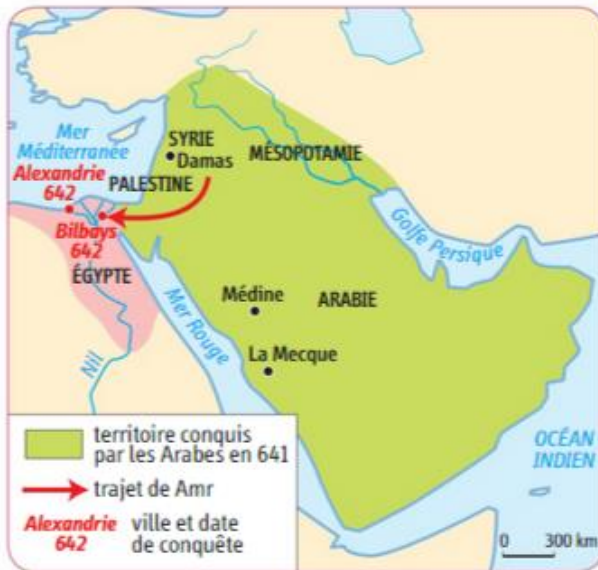 Mer
Méditerranée
Alexandrie
642
SYRIE
Damas
MÉSOPOTAMIE
PALESTINE
Bilbays
642
ÉGYPTE
Golfe Persique
Médine
ARABIE
Mer Rouge
La Mecque
Nil
territoire conquis
par les Arabes en 641
trajet de Amr
Alexandrie
642
ville et date
de conquête
OCÉAN
INDIEN
0 300 km